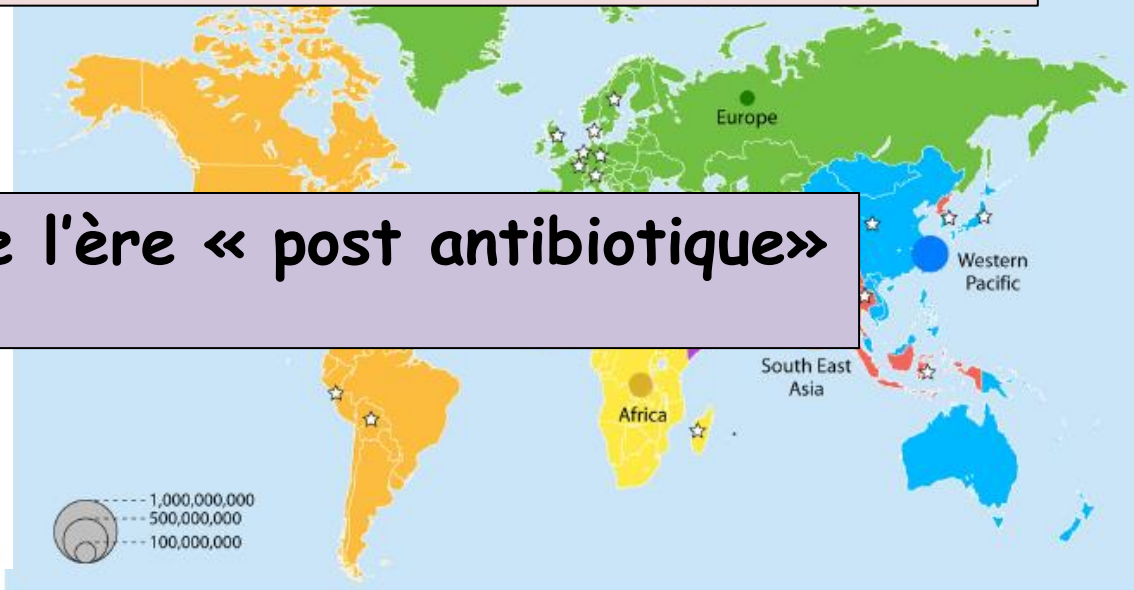 Europe
e l'ère « post antibiotique»
Western
Pacific
South East
Asia
Africa
1,000,000,000
500,000,000
100,000,000